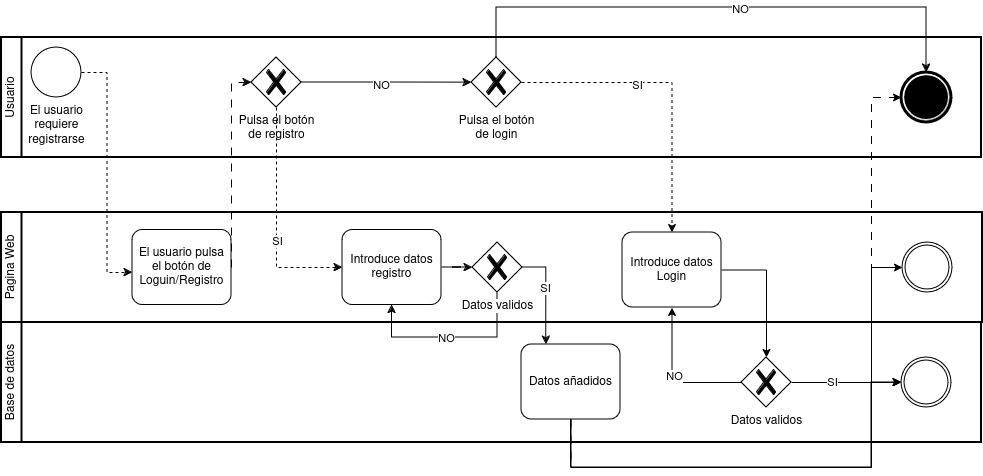 NO
Usuario
El usuario
requiere
registrarse
Pulsa el botón
de registro
NO
Pulsa el botón
de login
SI
Pagina Web
El usuario pulsa
el botón de
Loguin/Registro
SI
Introduce datos
registro
Datos validos
SI
NO
Introduce datos
Login
Base de datos
Datos añadidos
NO
Datos validos
SI